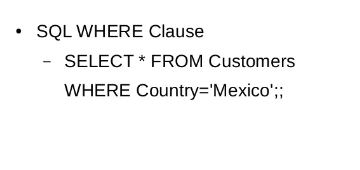 • SQL WHERE Clause
– SELECT * FROM Customers
WHERE Country='Mexico';;